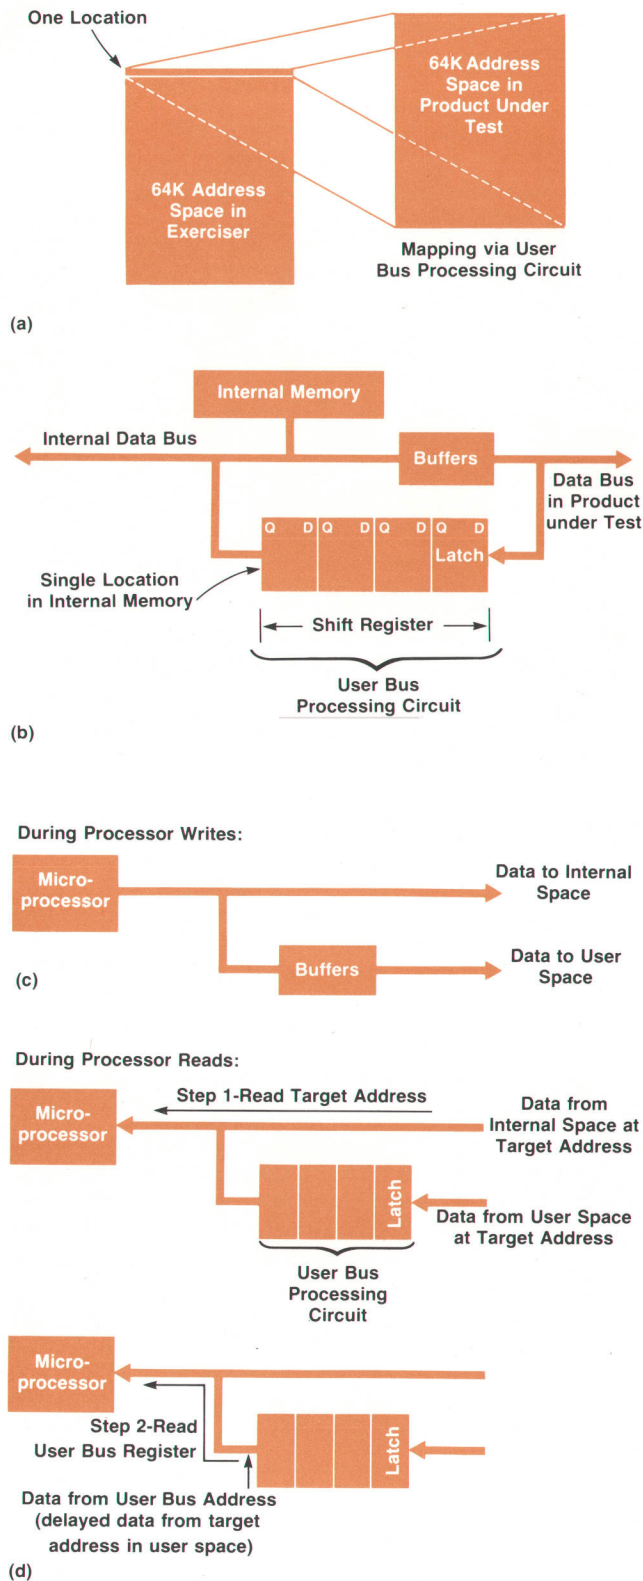 One Location
64K Address
Space in
Exerciser
64K Address
Space in
Product Under
Test
Mapping via User
Bus Processing Circuit
(a)
Internal Memory
Internal Data Bus
Buffers
Data Bus
in Product
under Test
Q D Q D Q D Q D
Latch
Single Location
in Internal Memory
Shift Register
User Bus
Processing Circuit
(b)
During Processor Writes:
Micro-
processor
Data to Internal
Space
Buffers
Data to User
Space
(c)
During Processor Reads:
Step 1-Read Target Address
Micro-
processor
Data from
Internal Space at
Target Address
Latch
Data from User Space
at Target Address
User Bus
Processing
Circuit
Micro-
processor
Step 2-Read
User Bus Register
Latch
Data from User Bus Address
(delayed data from target
address in user space)
(d)